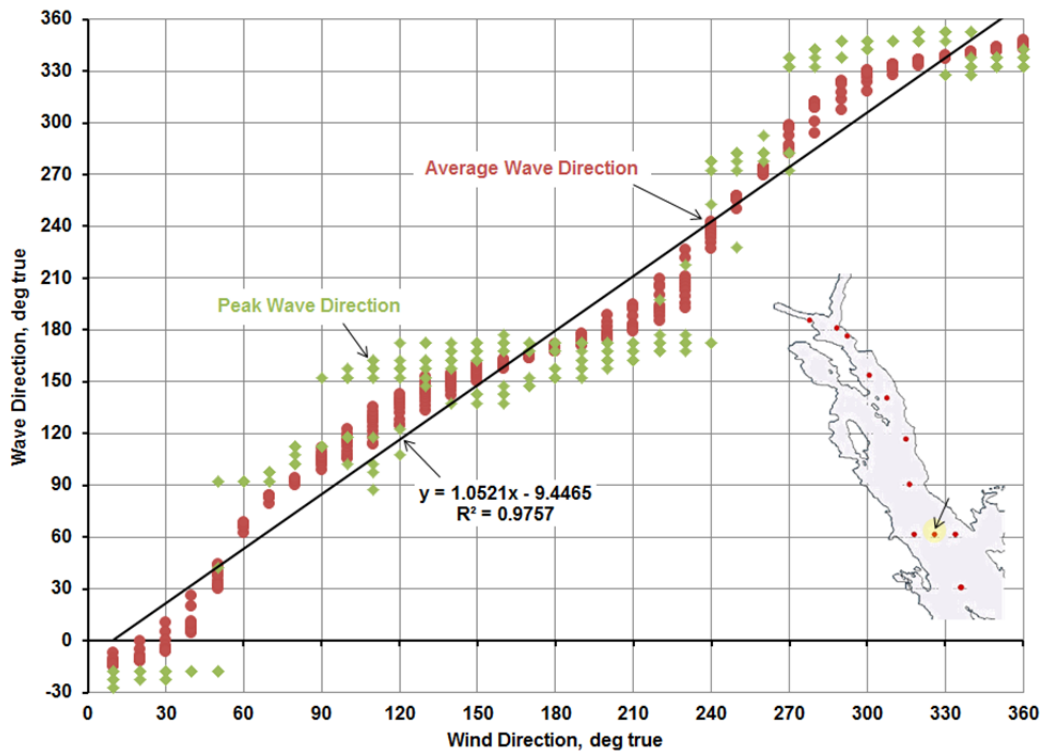 360
330
300
270
240
210
180
150
120
90
60
30
0
-30
Wave Direction, deg true
Average Wave Direction
Peak Wave Direction
y = 1.0521x - 9.4465
R² = 0.9757
0 30 60 90 120 150 180 210 240 270 300 330 360
Wind Direction, deg true